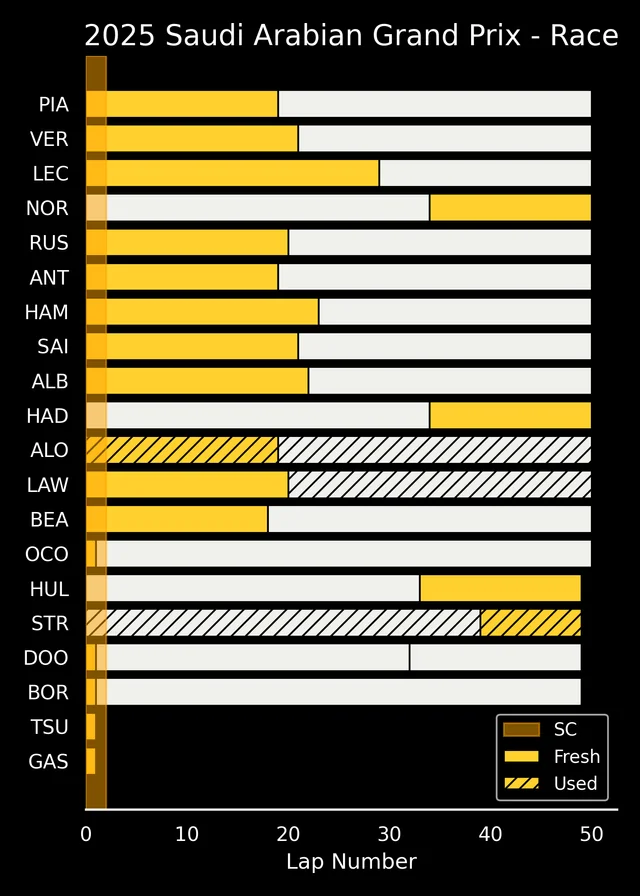 2025 Saudi Arabian Grand Prix - Race
PIA
VER
LEC
NOR
RUS
ANT
HAM
SAI
ALB
HAD
ALO
LAW
BEA
OCO
HUL
STR
DOO
BOR
TSU
GAS
SC
Fresh
Used
0 10 20 30 40 50
Lap Number